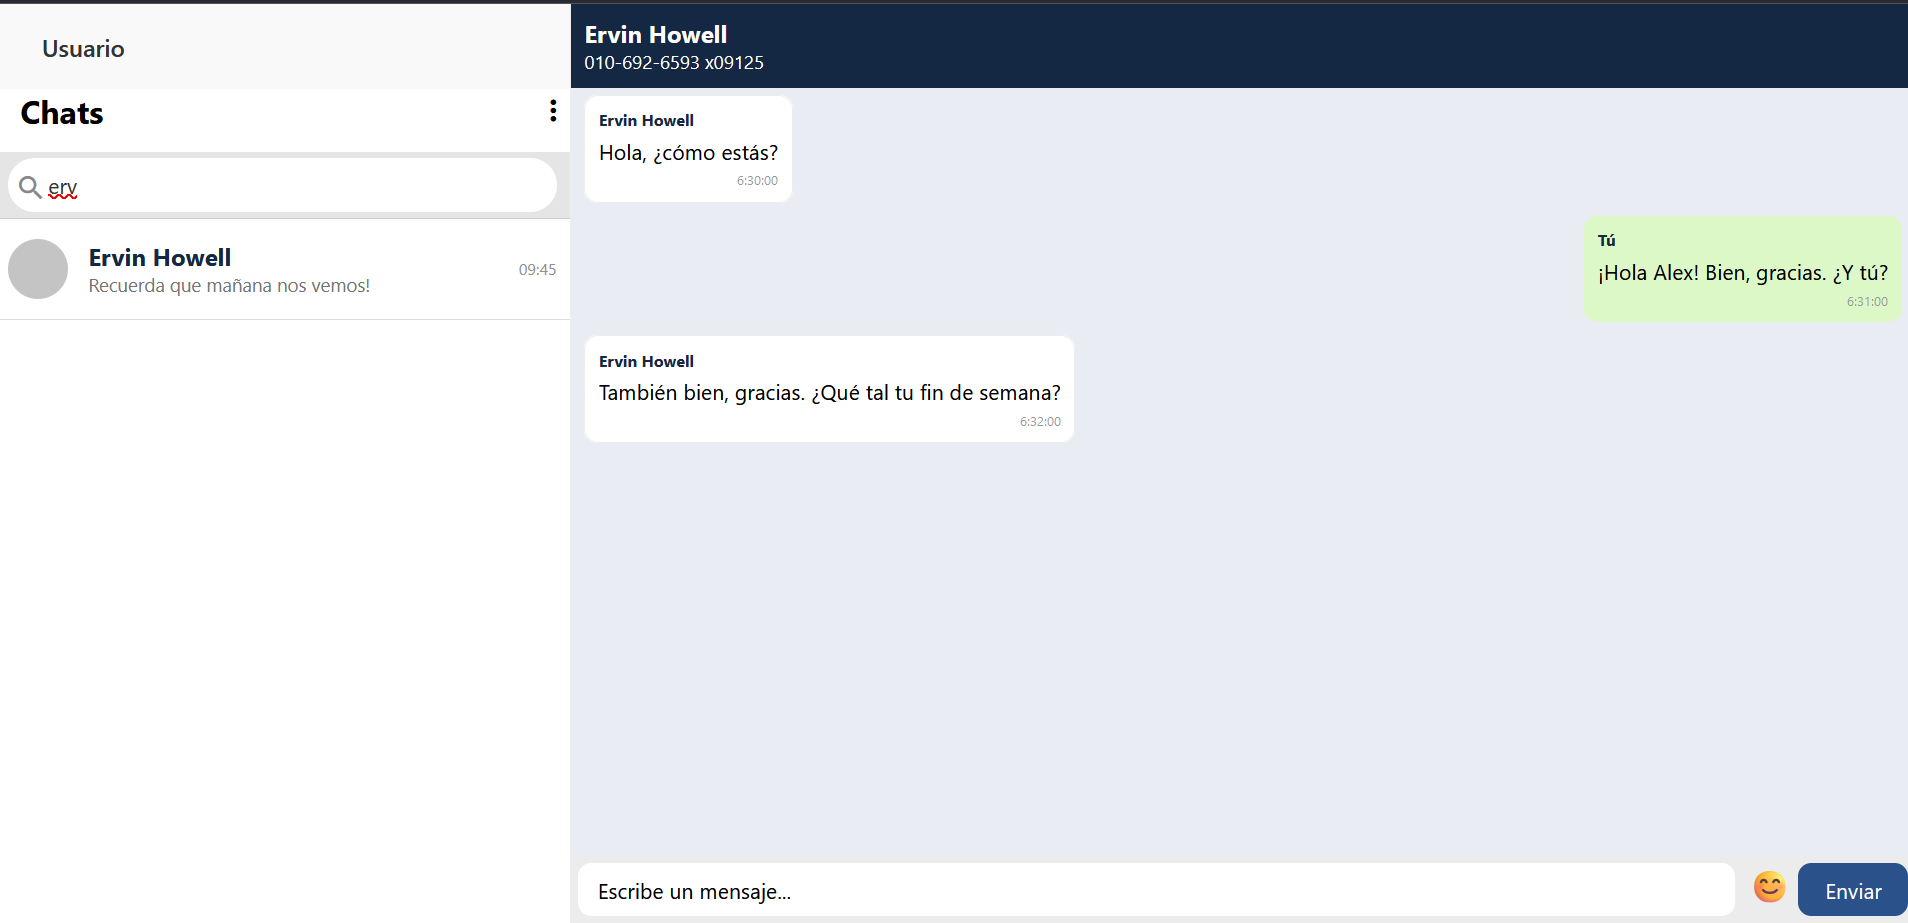 Usuario
Chats
erv
Ervin Howell
Recuerda que mañana nos vemos!
09:45
Ervin Howell
010-692-6593 x09125
Ervin Howell
Hola, ¿cómo estás?
6:30:00
Tú
¡Hola Alex! Bien, gracias. ¿Y tú?
6:31:00
Ervin Howell
También bien, gracias. ¿Qué tal tu fin de semana?
6:32:00
Escribe un mensaje...
Enviar